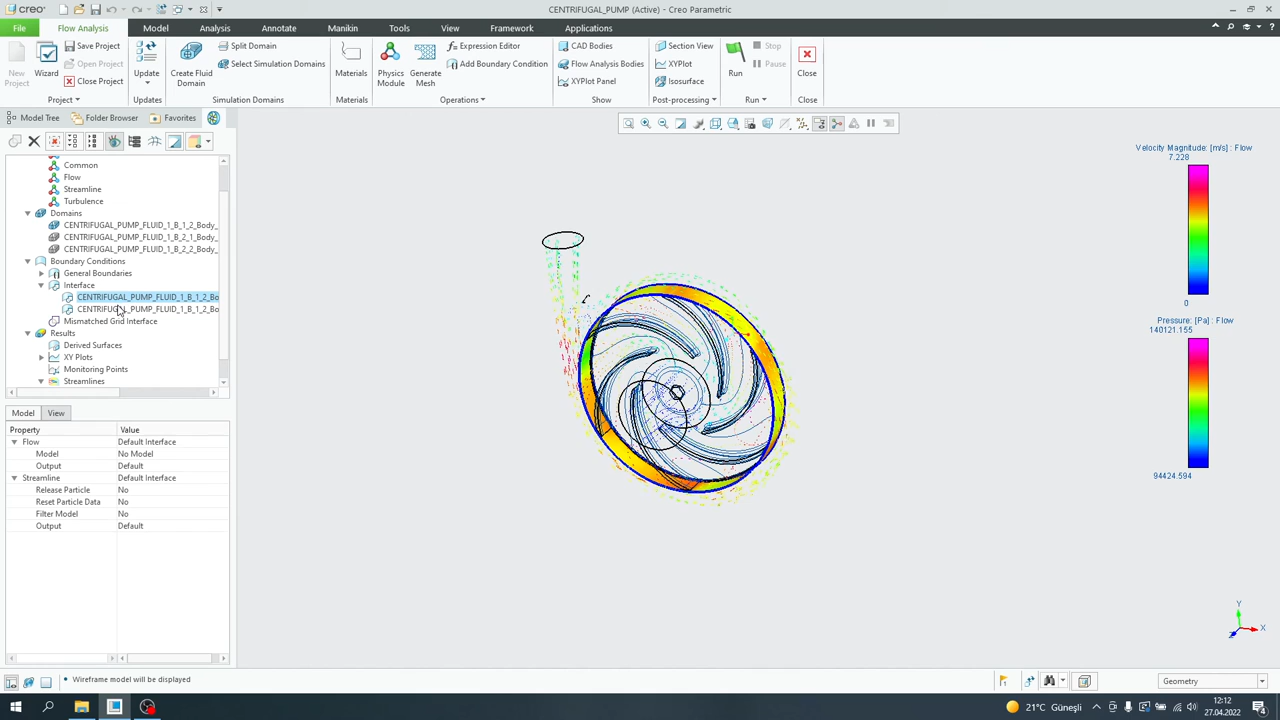 creo
CENTRIFUGAL_PUMP (Active) - Creo Parametric
File
Flow Analysis
Model
Analysis
Annotate
Manikin
Tools
View
Framework
Applications
New Project
Wizard
Save Project
Open Project
Close Project
Project
Update
Updates
Create Fluid Domain
Split Domain
Select Simulation Domains
Simulation Domains
Materials
Materials
Physics Module
Generate Mesh
Expression Editor
Add Boundary Condition
Operations
CAD Bodies
Flow Analysis Bodies
XYPlot Panel
Show
Section View
XYPlot
Isosurface
Post-processing
Run
Stop
Pause
Run
Close
Close
Model Tree
Folder Browser
Favorites
Common
Flow
Streamline
Turbulence
Domains
CENTRIFUGAL_PUMP_FLUID_1_B_1_2_Body_
CENTRIFUGAL_PUMP_FLUID_1_B_2_1_Body_
CENTRIFUGAL_PUMP_FLUID_1_B_2_2_Body_
Boundary Conditions
General Boundaries
Interface
CENTRIFUGAL_PUMP_FLUID_1_B_1_2_Bo
CENTRIFUGAL_PUMP_FLUID_1_B_1_2_Bo
Mismatched Grid Interface
Results
Derived Surfaces
XY Plots
Monitoring Points
Streamlines
Model
View
Property Value
Flow Default Interface
Model No Model
Output Default
Streamline Default Interface
Release Particle No
Reset Particle Data No
Filter Model No
Output Default
Velocity Magnitude: [m/s] : Flow
7.228
0
Pressure: [Pa] : Flow
140121.155
94424.594
Y
X
Z
• Wireframe model will be displayed
Geometry
21°C Güneşli
12:12
27.04.2022